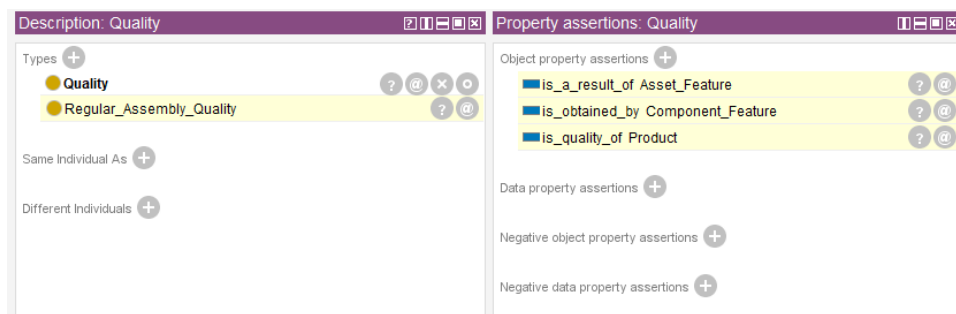 Description: Quality
Types
Quality
Regular_Assembly_Quality
Same Individual As
Different Individuals
Property assertions: Quality
Object property assertions
is_a_result_of Asset_Feature
is_obtained_by Component_Feature
is_quality_of Product
Data property assertions
Negative object property assertions
Negative data property assertions